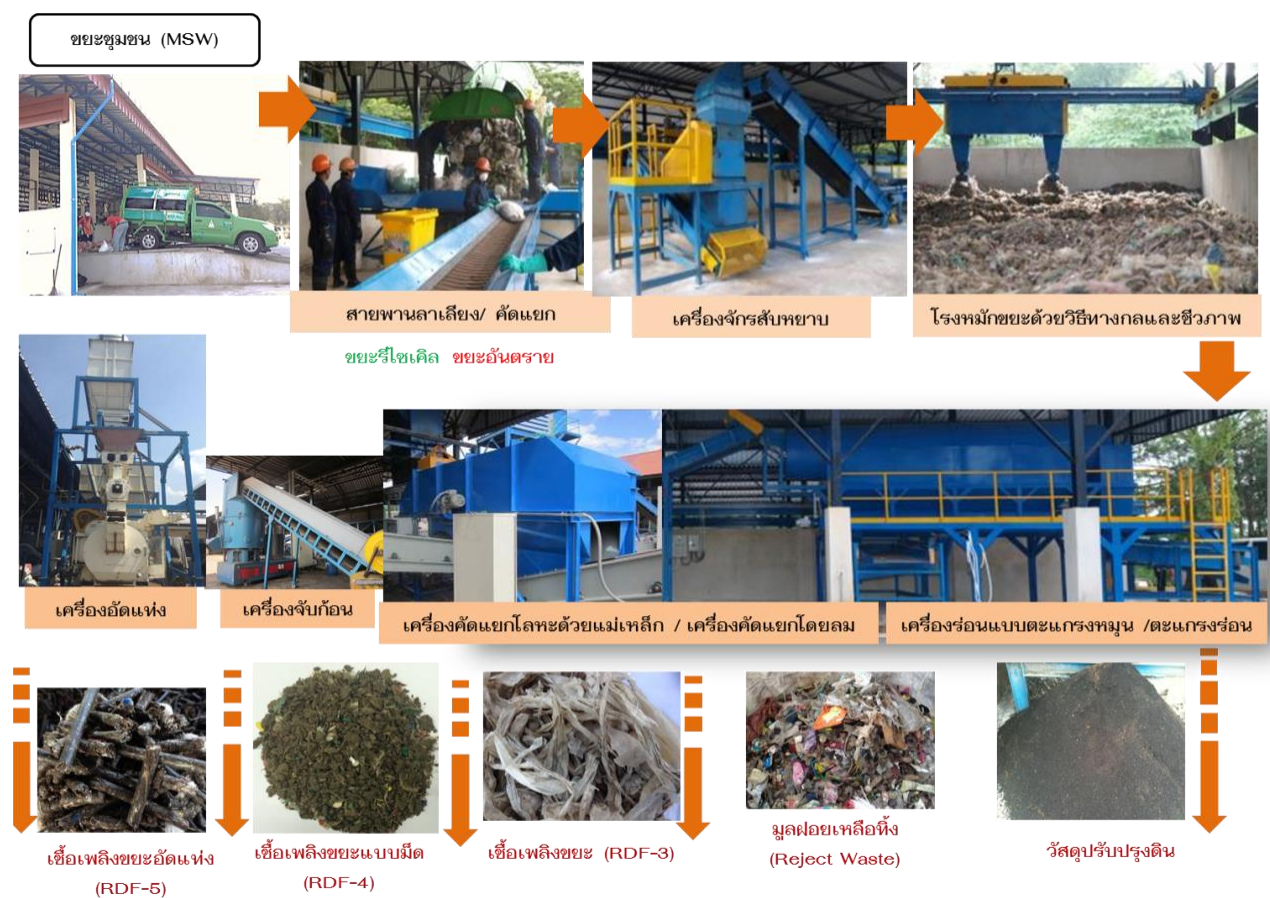 ขยะชุมชน (MSW)
สายพานลาเลียง/ คัดแยก
เครื่องจักรสับหยาบ
โรงหมักขยะด้วยวิธีทางกลและชีวภาพ
ขยะรีไซเคิล ขยะอันตราย
เครื่องอัดแท่ง
เครื่องจับก้อน
เครื่องคัดแยกโลหะด้วยแม่เหล็ก / เครื่องคัดแยกโดยลม
เครื่องร่อนแบบตะแกรงหมุน /ตะแกรงร่อน
เชื้อเพลิงขยะอัดแท่ง
(RDF-5)
เชื้อเพลิงขยะแบบม็ด
(RDF-4)
เชื้อเพลิงขยะ (RDF-3)
มูลฝอยเหลือทิ้ง
(Reject Waste)
วัสดุปรับปรุงดิน